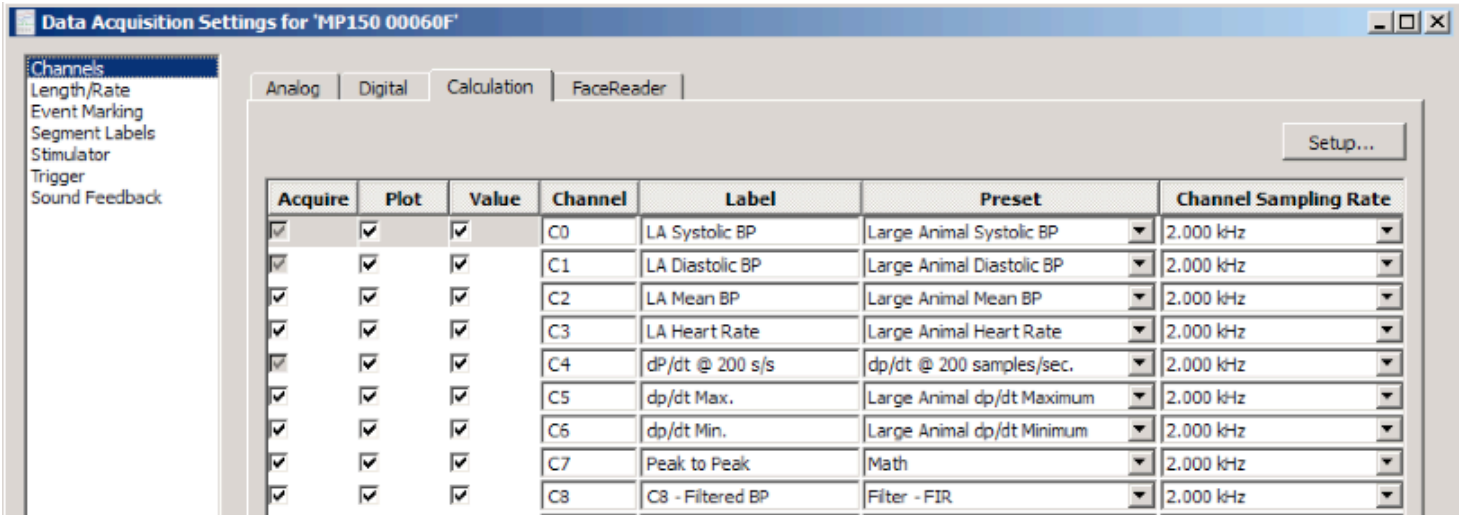 Data Acquisition Settings for 'MP150 00060F'
Channels
Length/Rate
Event Marking
Segment Labels
Stimulator
Trigger
Sound Feedback
Analog Digital Calculation FaceReader
Setup...
Acquire Plot Value Channel Label Preset Channel Sampling Rate
C0 LA Systolic BP Large Animal Systolic BP 2.000 kHz
C1 LA Diastolic BP Large Animal Diastolic BP 2.000 kHz
C2 LA Mean BP Large Animal Mean BP 2.000 kHz
C3 LA Heart Rate Large Animal Heart Rate 2.000 kHz
C4 dP/dt @ 200 s/s dp/dt @ 200 samples/sec. 2.000 kHz
C5 dp/dt Max. Large Animal dp/dt Maximum 2.000 kHz
C6 dp/dt Min. Large Animal dp/dt Minimum 2.000 kHz
C7 Peak to Peak Math 2.000 kHz
C8 C8 - Filtered BP Filter - FIR 2.000 kHz